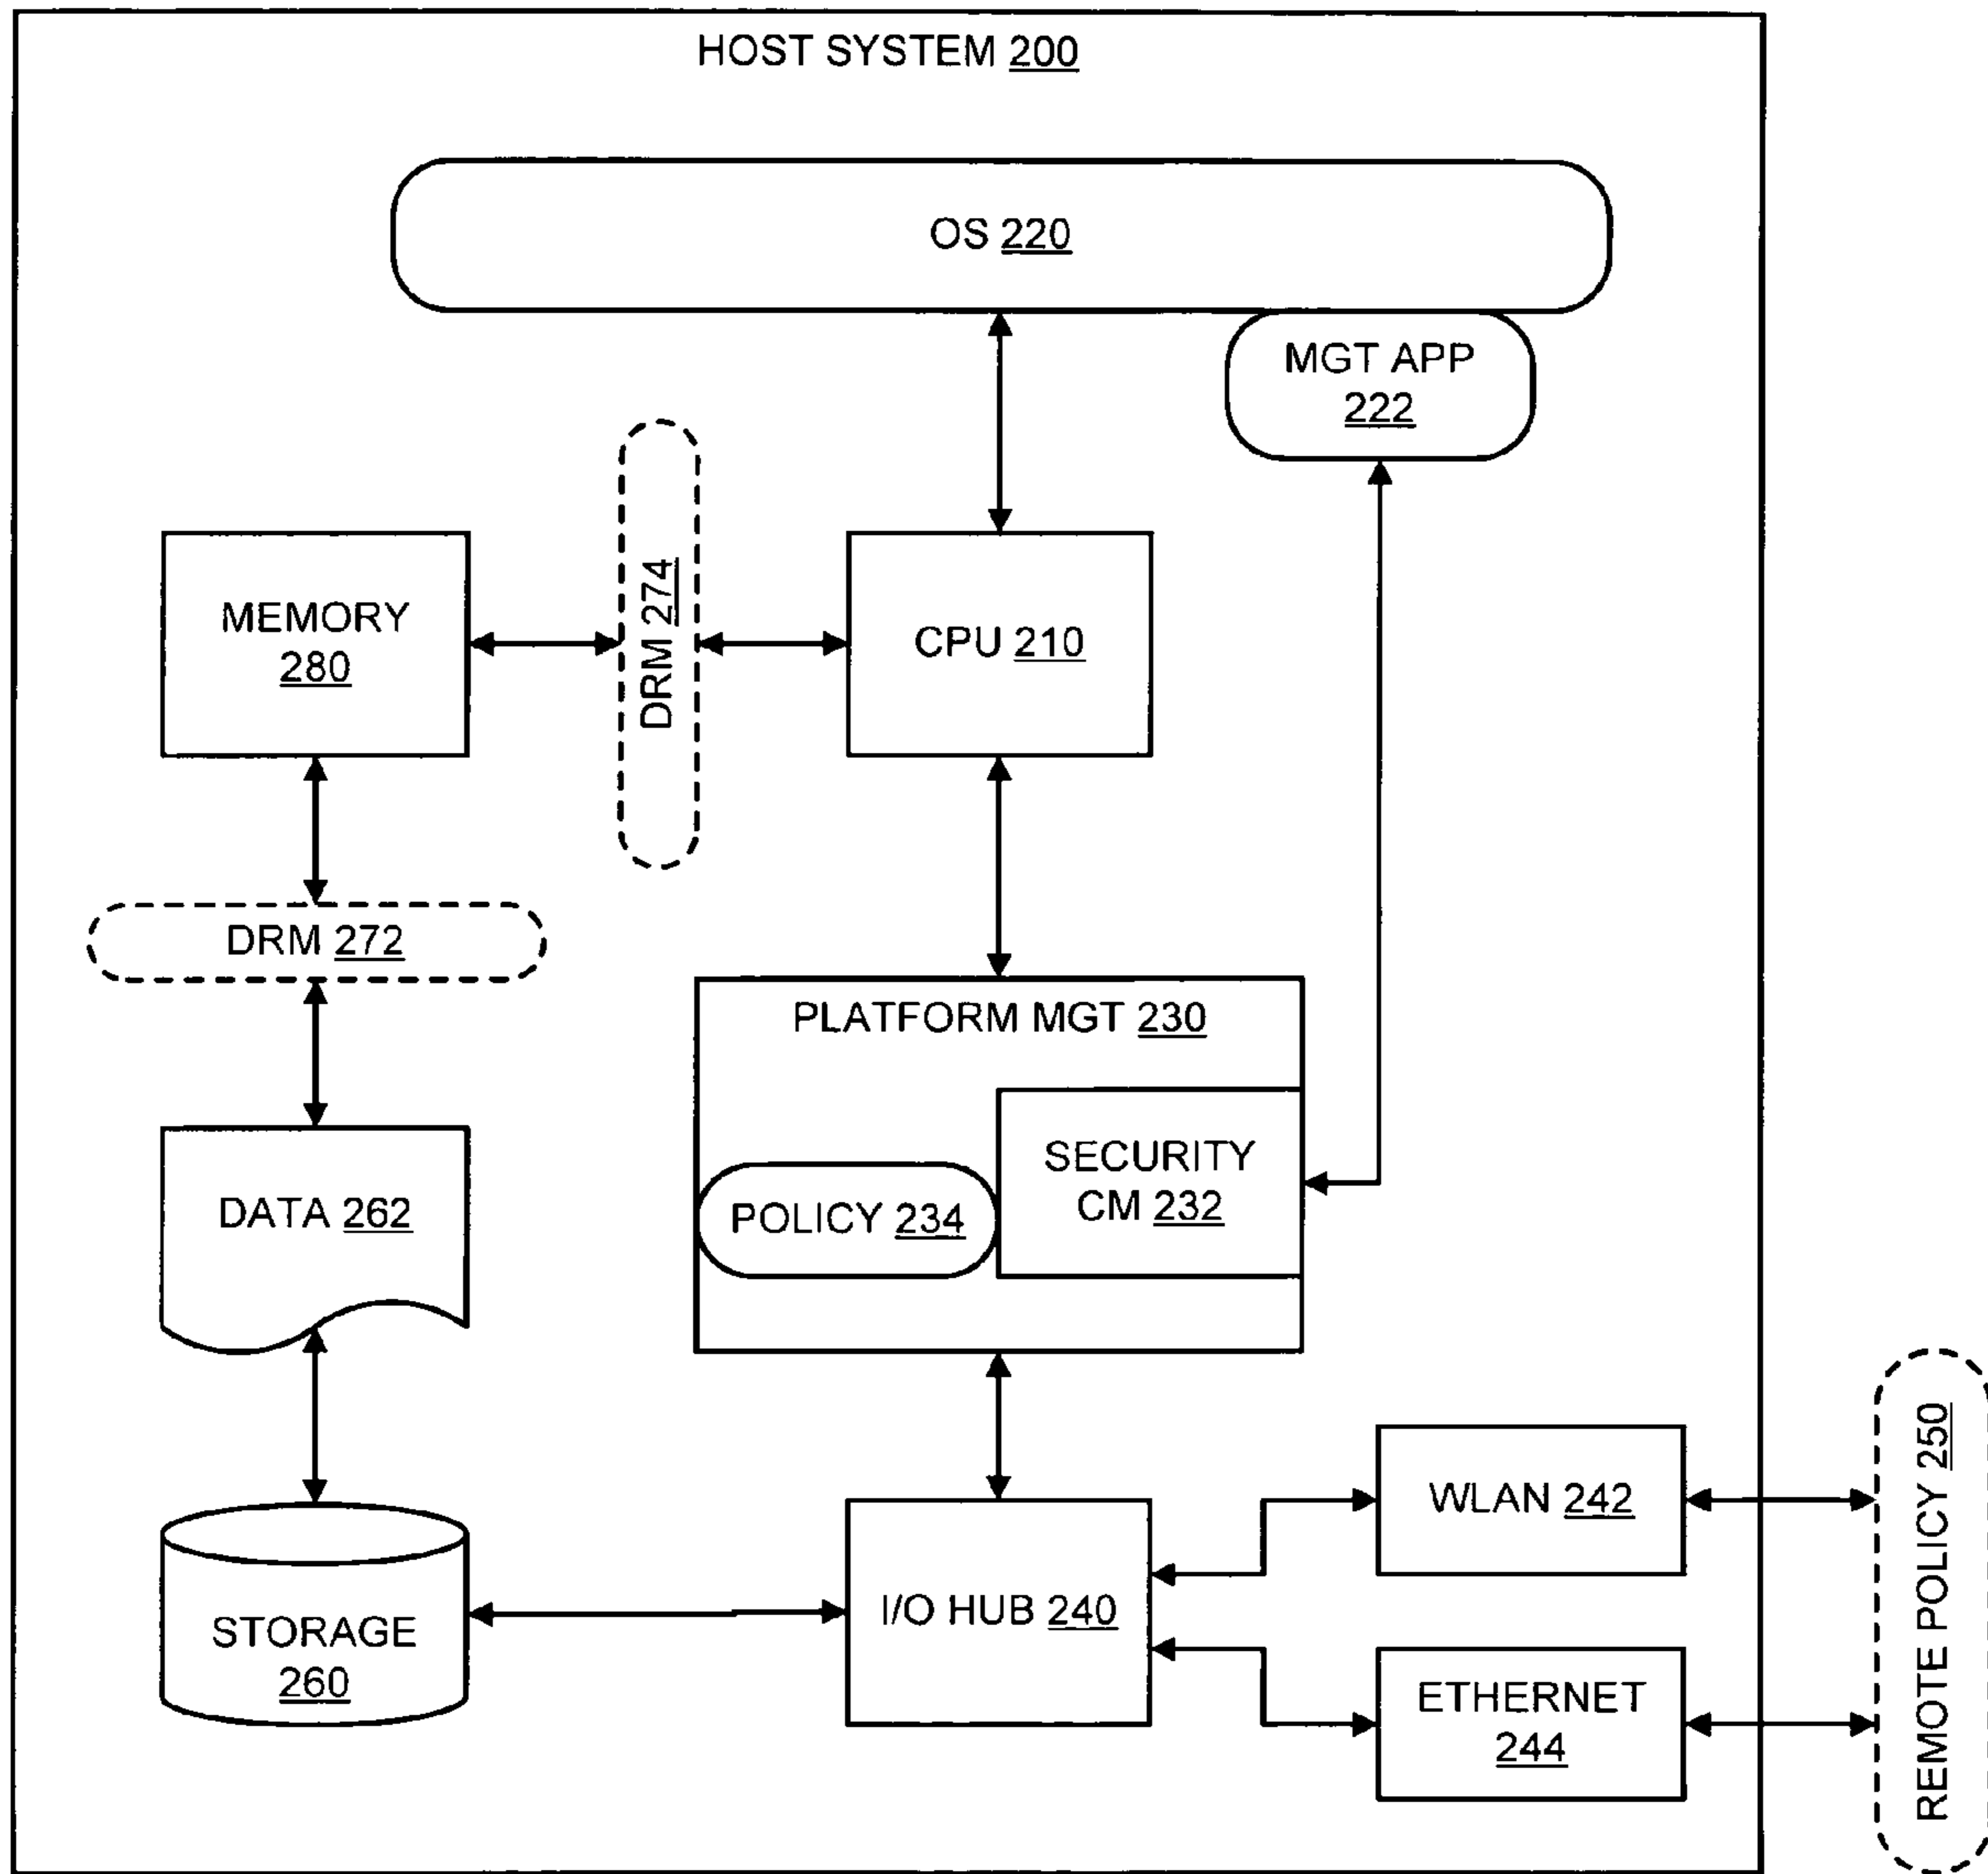 HOST SYSTEM 200
OS 220
MGT APP
222
MEMORY
280
DRM 274
CPU 210
DRM 272
PLATFORM MGT 230
SECURITY
CM 232
POLICY 234
DATA 262
STORAGE
260
I/O HUB 240
WLAN 242
ETHERNET
244
REMOTE POLICY 250